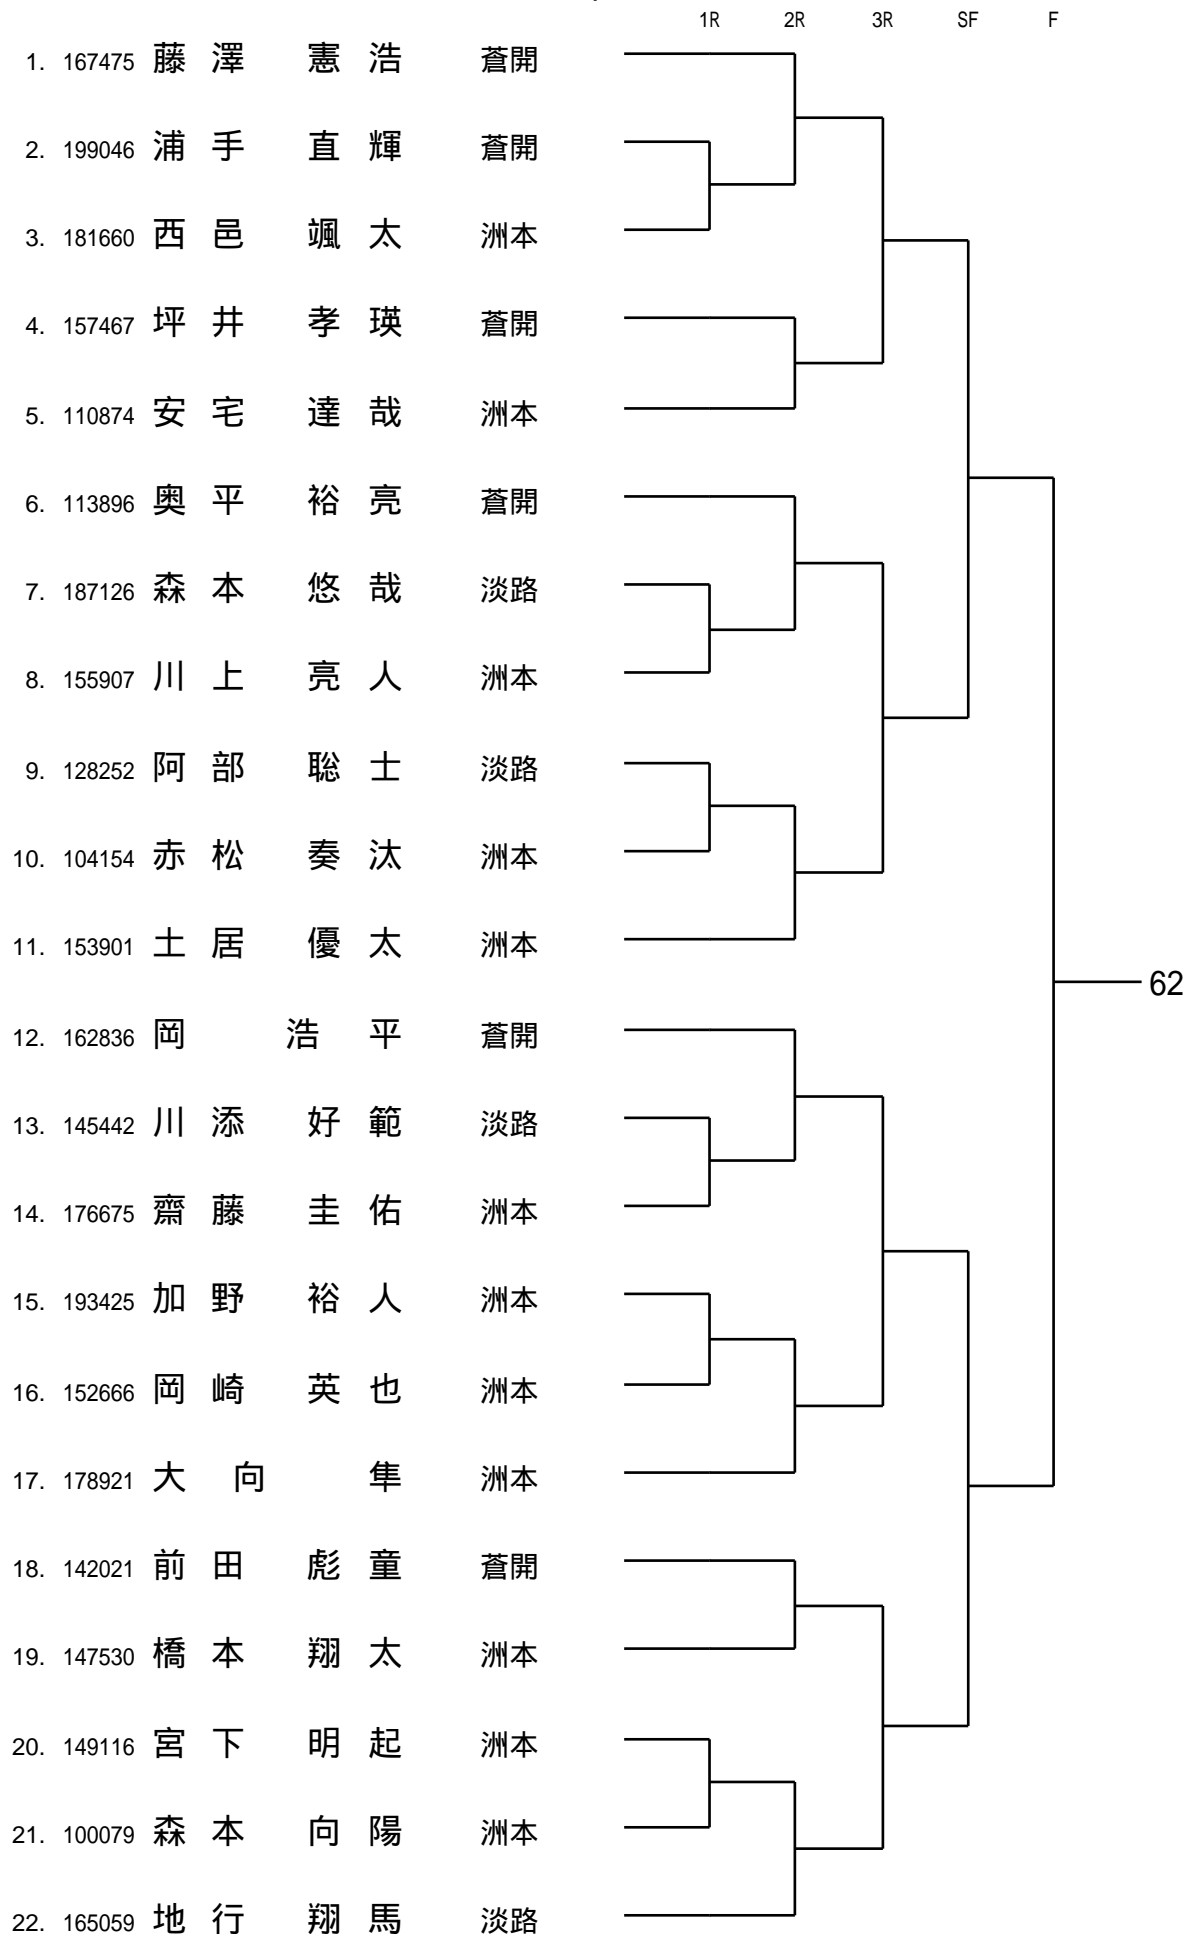 1R 2R 3R SF F
1. 167475 藤澤 憲浩 蒼開
2. 199046 浦手 直輝 蒼開
3. 181660 西邑 颯太 洲本
4. 157467 坪井 孝瑛 蒼開
5. 110874 安宅 達哉 洲本
6. 113896 奥平 裕亮 蒼開
7. 187126 森本 悠哉 淡路
8. 155907 川上 亮人 洲本
9. 128252 阿部 聡士 淡路
10. 104154 赤松 奏汰 洲本
11. 153901 土居 優太 洲本
62
12. 162836 岡 浩平 蒼開
13. 145442 川添 好範 淡路
14. 176675 齋藤 圭佑 洲本
15. 193425 加野 裕人 洲本
16. 152666 岡崎 英也 洲本
17. 178921 大向 隼 洲本
18. 142021 前田 彪童 蒼開
19. 147530 橋本 翔太 洲本
20. 149116 宮下 明起 洲本
21. 100079 森本 向陽 洲本
22. 165059 地行 翔馬 淡路